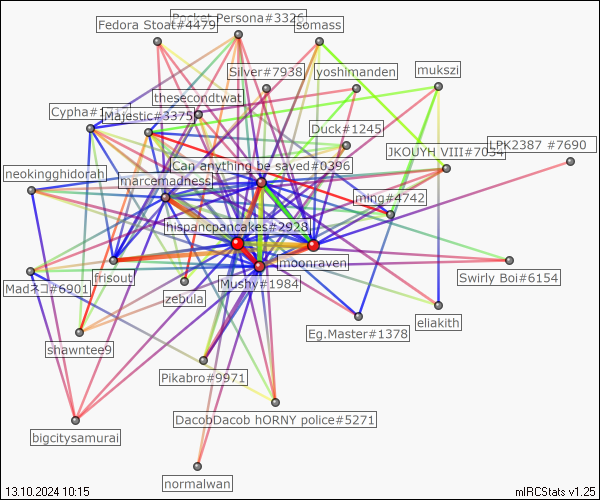 Pocket Persona#3326
Fedora Stoat#4479
somass
Silver#7938
yoshimanden
mukszi
thesecondtwat
Majestic#3375
Duck#1245
LPK2387 #7690
JKOUYH VIII#7054
Can anything be saved#0396
neokingghidorah
marcemadness
ming#4742
hispancpancakes#2928
moonraven
frisout
Mushy#1984
Swirly Boi#6154
Madネコ#6901
zebula
Eg.Master#1378
eliakith
shawntee9
Pikabro#9971
DacobDacob hORNY police#5271
bigcitysamurai
normalwan
13.10.2024 10:15
mIRCStats v1.25